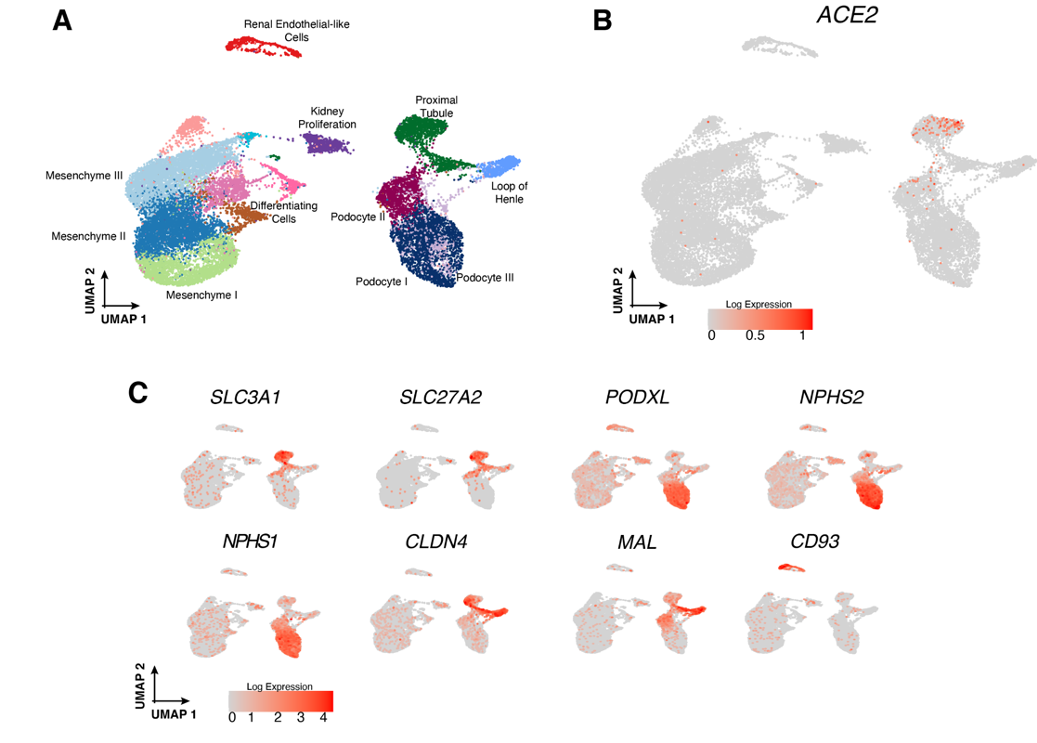 A
Renal Endothelial-like
Cells
Kidney
Proliferation
Proximal
Tubule
Mesenchyme III
Loop of
Henle
Differentiating
Cells
Podocyte II
Mesenchyme II
Podocyte I
Podocyte III
Mesenchyme I
UMAP 2
UMAP 1
B
ACE2
UMAP 2
UMAP 1
Log Expression
0 0.5 1
C
SLC3A1
SLC27A2
PODXL
NPHS2
NPHS1
CLDN4
MAL
CD93
UMAP 2
UMAP 1
Log Expression
0 1 2 3 4